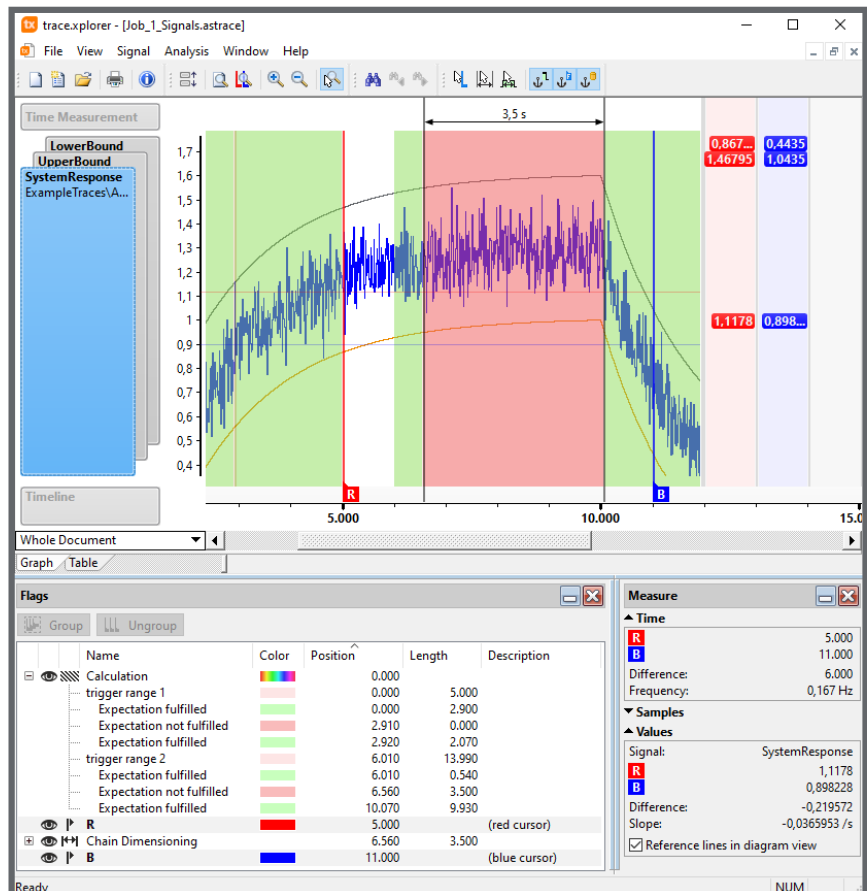 trace.xplorer - [Job_1_Signals.astrace]
File View Signal Analysis Window Help
Time Measurement
LowerBound
UpperBound
SystemResponse
ExampleTraces\A...
Timeline
3,5 s
1,7
1,6
1,5
1,4
1,3
1,2
1,1
1
0,9
0,8
0,7
0,6
0,5
0,4
0,867... 0,4435
1,46795 1,0435
1,1178 0,898...
R B
5.000 10.000 15.0
Whole Document
Graph Table
Flags
Group Ungroup
Name Color Position Length Description
Calculation 0.000
trigger range 1 0.000 5.000
Expectation fulfilled 0.000 2.900
Expectation not fulfilled 2.910 0.000
Expectation fulfilled 2.920 2.070
trigger range 2 6.010 13.990
Expectation fulfilled 6.010 0.540
Expectation not fulfilled 6.560 3.500
Expectation fulfilled 10.070 9.930
R 5.000 (red cursor)
Chain Dimensioning 6.560 3.500
B 11.000 (blue cursor)
Measure
Time
R 5.000
B 11.000
Difference: 6.000
Frequency: 0,167 Hz
Samples
Values
Signal: SystemResponse
R 1,1178
B 0,898228
Difference: -0,219572
Slope: -0,0365953 /s
Reference lines in diagram view
Ready NUM